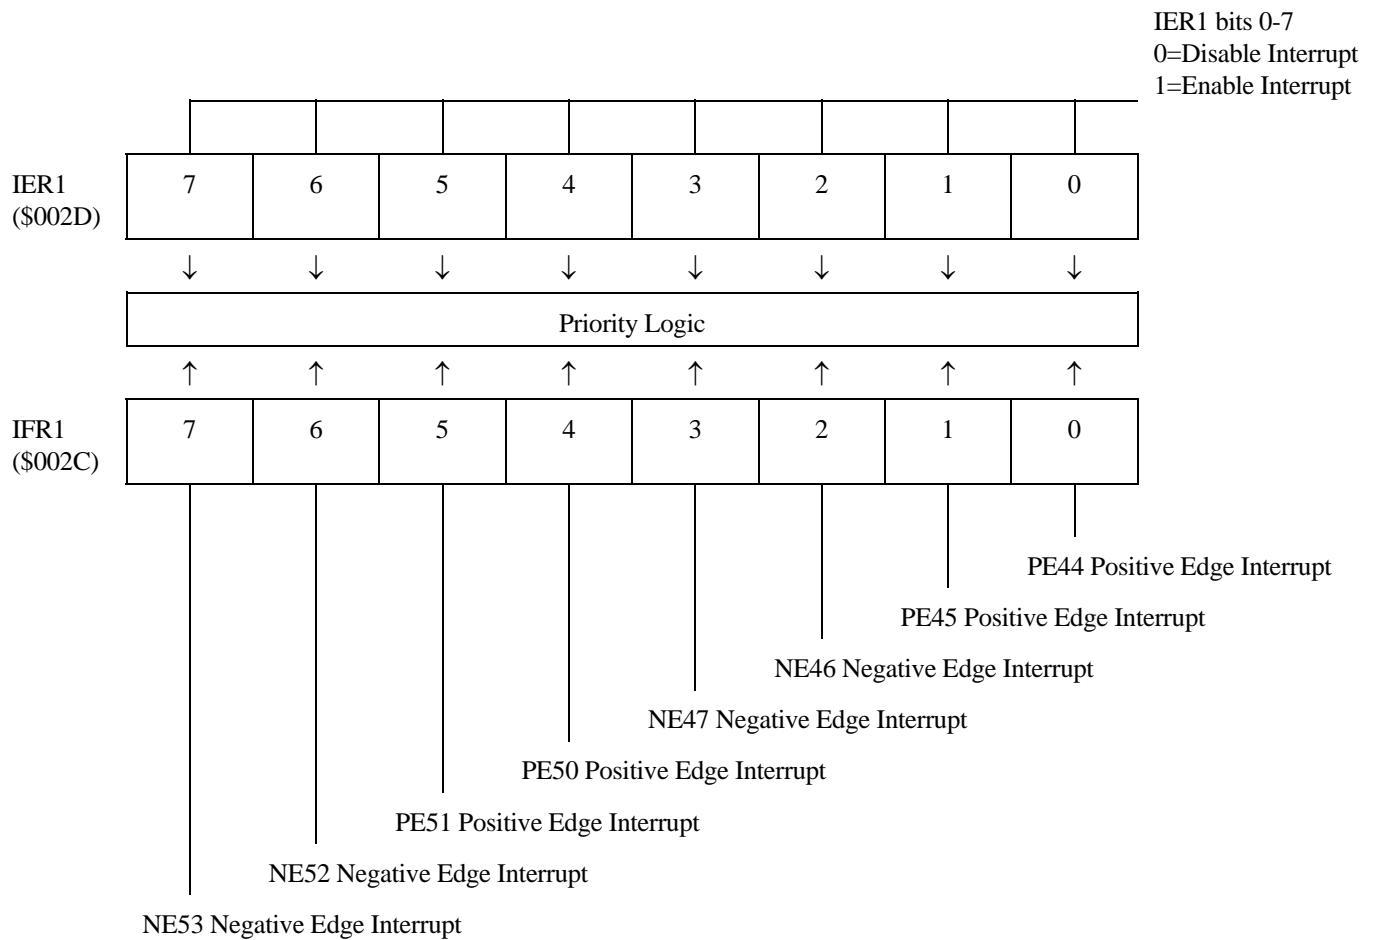 IER1 bits 0-7
0=Disable Interrupt
1=Enable Interrupt
IER1
($002D)
7 6 5 4 3 2 1 0
↓ ↓ ↓ ↓ ↓ ↓ ↓ ↓
Priority Logic
↑ ↑ ↑ ↑ ↑ ↑ ↑ ↑
IFR1
($002C)
7 6 5 4 3 2 1 0
PE44 Positive Edge Interrupt
PE45 Positive Edge Interrupt
NE46 Negative Edge Interrupt
NE47 Negative Edge Interrupt
PE50 Positive Edge Interrupt
PE51 Positive Edge Interrupt
NE52 Negative Edge Interrupt
NE53 Negative Edge Interrupt